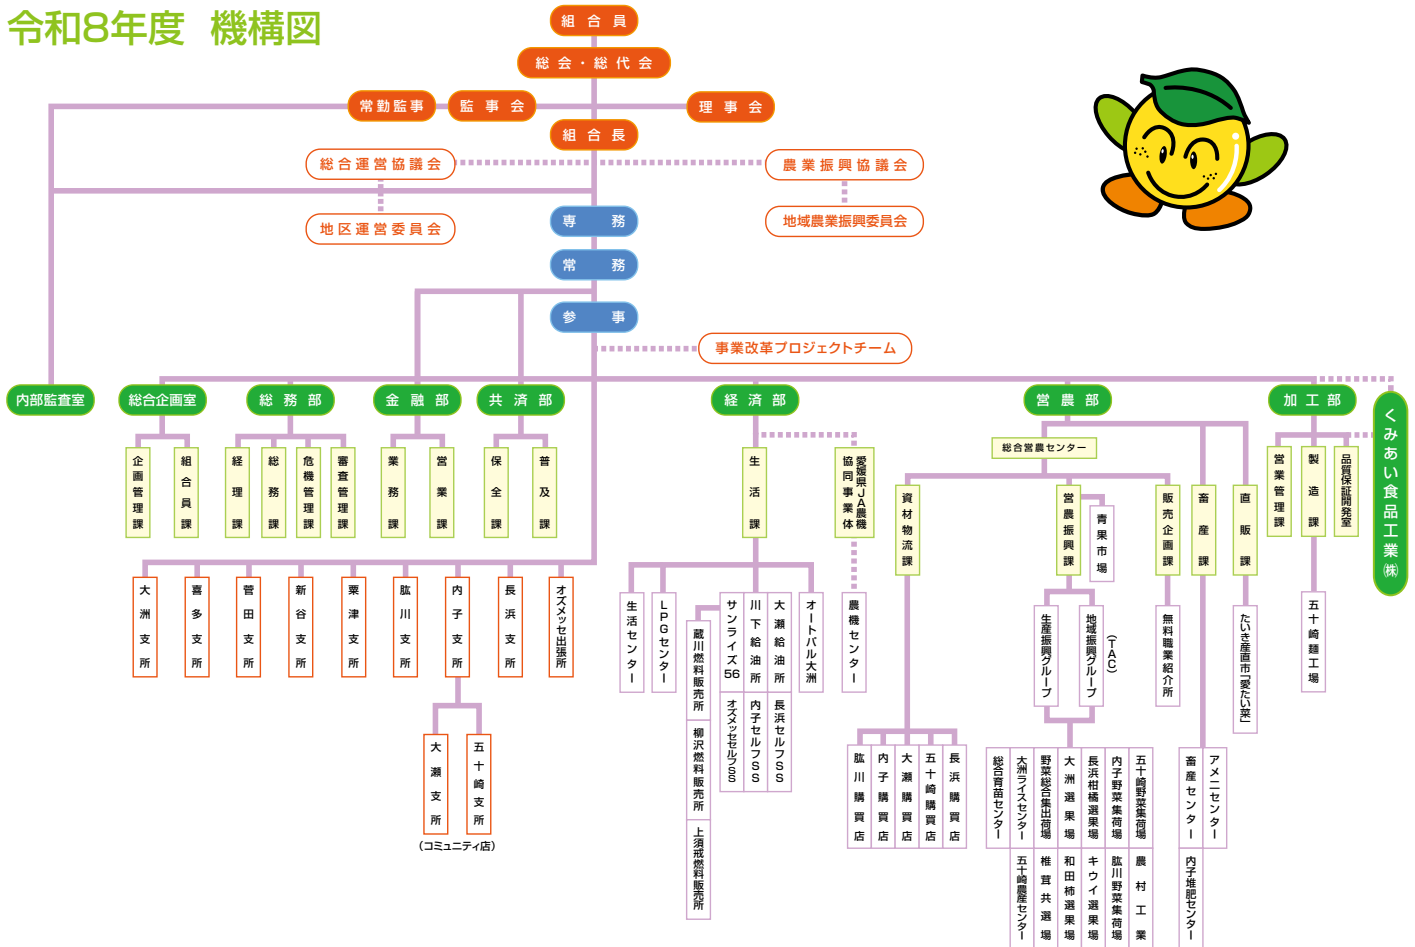 令和8年度 機構図
組合員
総会・総代会
常勤監事
監事会
理事会
組合長
総合運営協議会
農業振興協議会
地区運営委員会
地域農業振興委員会
専務
常務
参事
事業改革プロジェクトチーム
内部監査室
総合企画室
総務部
金融部
共済部
経済部
営農部
加工部
くみあい食品工業㈱
企画管理課
組合員課
経理課
総務課
危機管理課
審査管理課
業務課
営業課
保全課
普及課
生活課
愛媛県JA農機
協同事業体
総合営農センター
資材物流課
営農振興課
青果市場
販売企画課
畜産課
直販課
営業管理課
製造課
品質保証開発室
大洲支所
喜多支所
菅田支所
新谷支所
粟津支所
肱川支所
内子支所
長浜支所
オズメッセ出張所
大瀬支所
五十崎支所
(コミュニティ店)
生活センター
LPGセンター
蔵川燃料販売所
柳沢燃料販売所
上須戒燃料販売所
サンライズ56
オズメッセセルフSS
川下給油所
内子セルフSS
大瀬給油所
長浜セルフSS
オートパル大洲
農機センター
肱川購買店
内子購買店
大瀬購買店
五十崎購買店
長浜購買店
生産振興グループ
地域振興グループ
(TAC)
無料職業紹介所
たいき産直市「愛たい菜」
五十崎麺工場
総合育苗センター
大洲ライスセンター
野菜総合集出荷場
大洲選果場
長浜柑橘選果場
内子野菜集荷場
五十崎野菜集荷場
五十崎農産センター
椎茸共選場
和田柿選果場
キウイ選果場
肱川野菜集荷場
農村工業
畜産センター
アメニセンター
内子堆肥センター